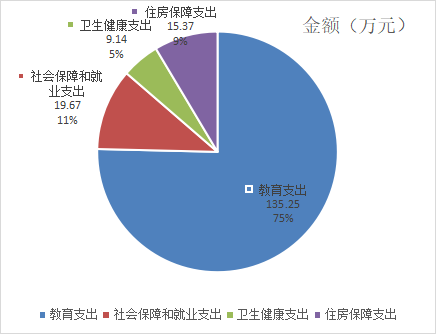 金额（万元）
住房保障支出
15.37
9%
卫生健康支出
9.14
5%
社会保障和就
业支出
19.67
11%
教育支出
135.25
75%
教育支出 社会保障和就业支出 卫生健康支出 住房保障支出